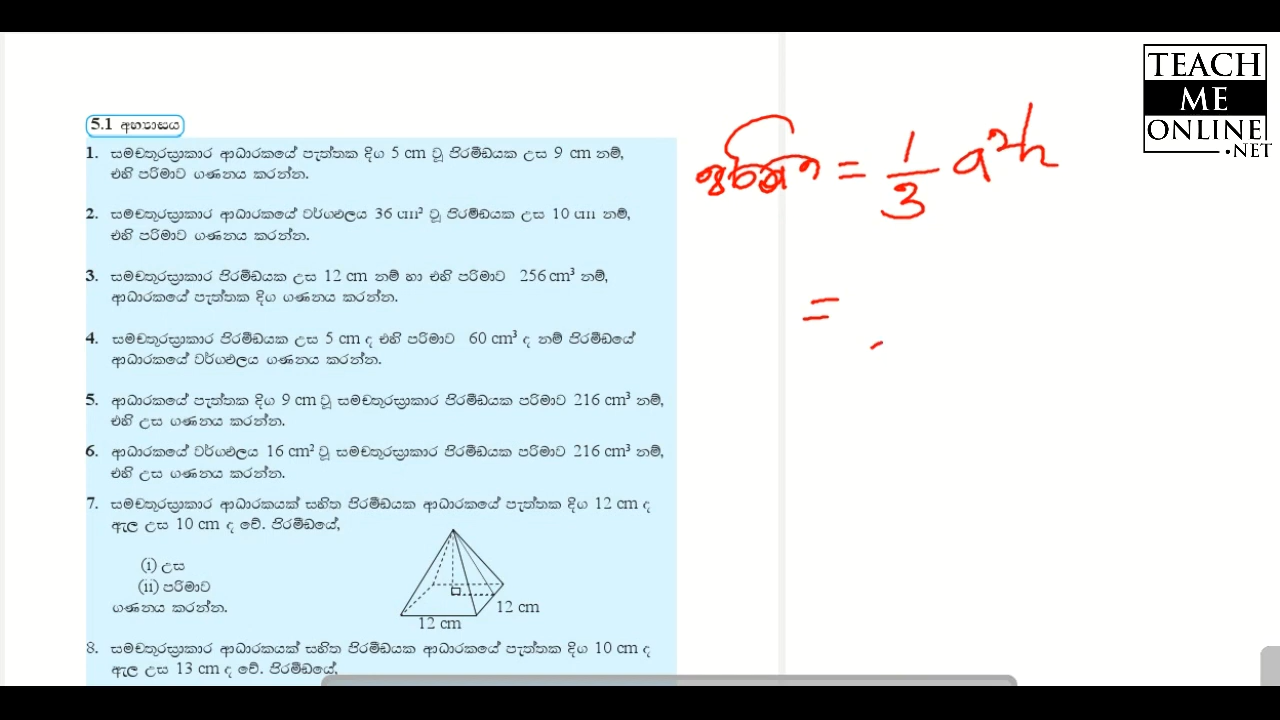 TEACH
ME
ONLINE
.NET
5.1 අභ්‍යාසය
1. සමචතුරස්‍රාකාර ආධාරකයේ පැත්තක දිග 5 cm වූ පිරමීඩයක උස 9 cm නම්,
එහි පරිමාව ගණනය කරන්න.
2. සමචතුරස්‍රාකාර ආධාරකයේ වර්ගඵලය 36 cm² වූ පිරමීඩයක උස 10 cm නම්,
එහි පරිමාව ගණනය කරන්න.
3. සමචතුරස්‍රාකාර පිරමීඩයක උස 12 cm නම් හා එහි පරිමාව 256 cm³ නම්,
ආධාරකයේ පැත්තක දිග ගණනය කරන්න.
4. සමචතුරස්‍රාකාර පිරමීඩයක උස 5 cm ද එහි පරිමාව 60 cm³ ද නම් පිරමීඩයේ
ආධාරකයේ වර්ගඵලය ගණනය කරන්න.
5. ආධාරකයේ පැත්තක දිග 9 cm වූ සමචතුරස්‍රාකාර පිරමීඩයක පරිමාව 216 cm³ නම්,
එහි උස ගණනය කරන්න.
6. ආධාරකයේ වර්ගඵලය 16 cm² වූ සමචතුරස්‍රාකාර පිරමීඩයක පරිමාව 216 cm³ නම්,
එහි උස ගණනය කරන්න.
7. සමචතුරස්‍රාකාර ආධාරකයක් සහිත පිරමීඩයක ආධාරකයේ පැත්තක දිග 12 cm ද
ඇල උස 10 cm ද වේ. පිරමීඩයේ,
(i) උස
(ii) පරිමාව
ගණනය කරන්න.
12 cm
12 cm
8. සමචතුරස්‍රාකාර ආධාරකයක් සහිත පිරමීඩයක ආධාරකයේ පැත්තක දිග 10 cm ද
ඇල උස 13 cm ද වේ. පිරමීඩයේ,
= 1/3 a²h
=